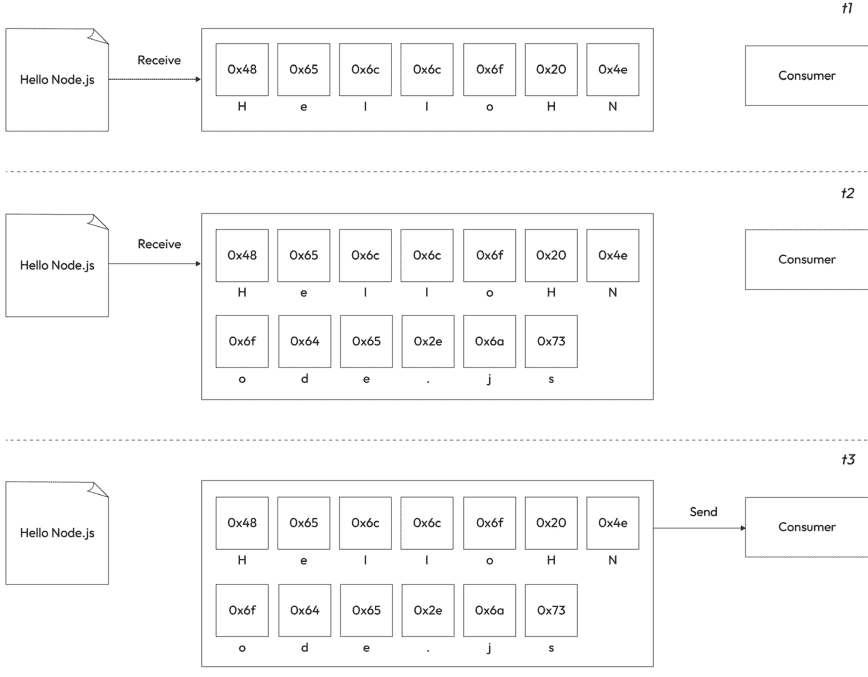 t1
Hello Node.js
Receive
0x48 0x65 0x6c 0x6c 0x6f 0x20 0x4e
H e l l o H N
Consumer
t2
Hello Node.js
Receive
0x48 0x65 0x6c 0x6c 0x6f 0x20 0x4e
H e l l o H N
0x6f 0x64 0x65 0x2e 0x6a 0x73
o d e . j s
Consumer
t3
Hello Node.js
0x48 0x65 0x6c 0x6c 0x6f 0x20 0x4e
H e l l o H N
0x6f 0x64 0x65 0x2e 0x6a 0x73
o d e . j s
Send
Consumer